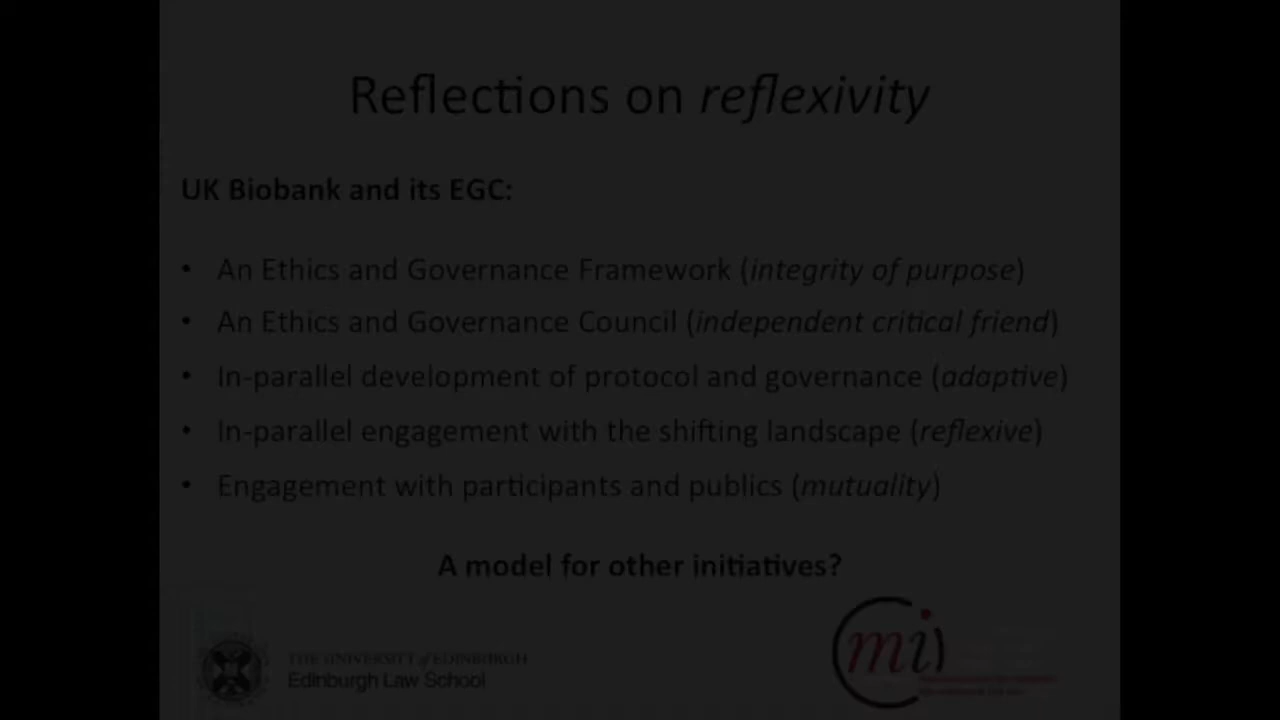 Reflections on reflexivity
UK Biobank and its EGC:
• An Ethics and Governance Framework (integrity of purpose)
• An Ethics and Governance Council (independent critical friend)
• In-parallel development of protocol and governance (adaptive)
• In-parallel engagement with the shifting landscape (reflexive)
• Engagement with participants and publics (mutuality)
A model for other initiatives?
THE UNIVERSITY of EDINBURGH
Edinburgh Law School
mi